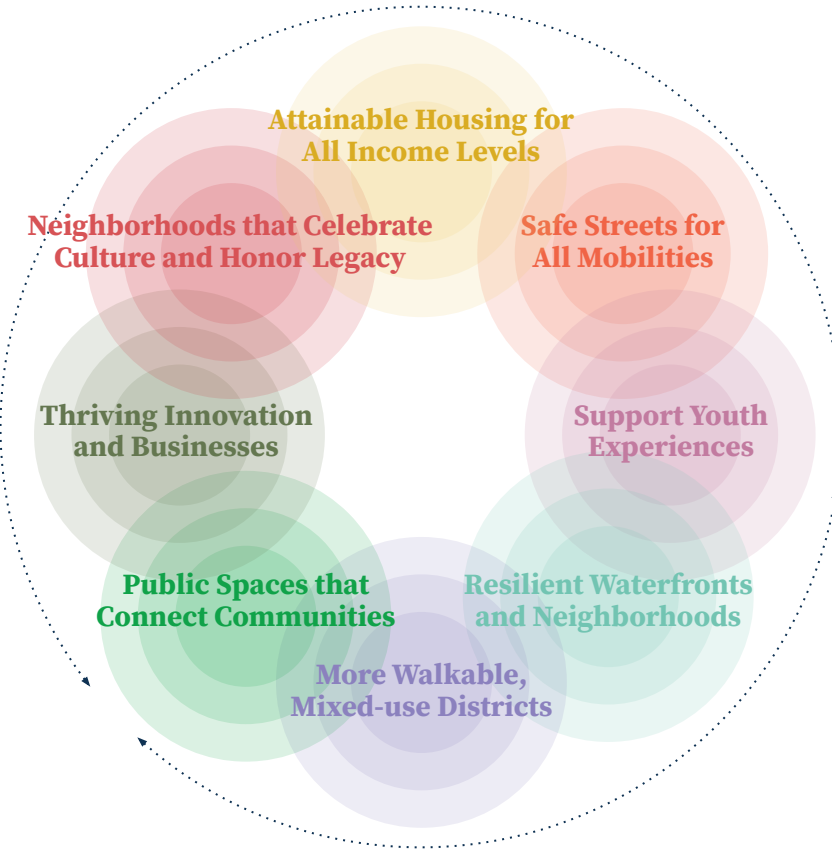 Attainable Housing for
All Income Levels
Neighborhoods that Celebrate
Culture and Honor Legacy
Safe Streets for
All Mobilities
Thriving Innovation
and Businesses
Support Youth
Experiences
Public Spaces that
Connect Communities
Resilient Waterfronts
and Neighborhoods
More Walkable,
Mixed-use Districts